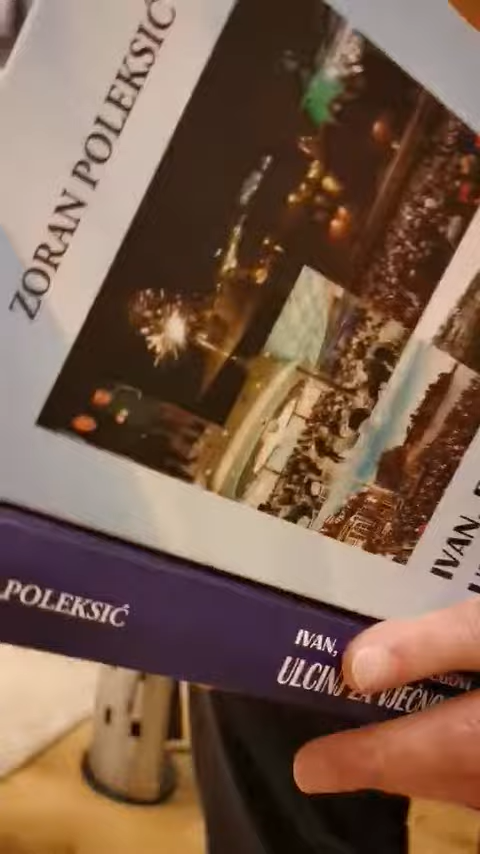 ZORAN POLEKSIĆ
IVAN,
POLEKSIĆ
IVAN,
ULCINJ ZA VJEČNO